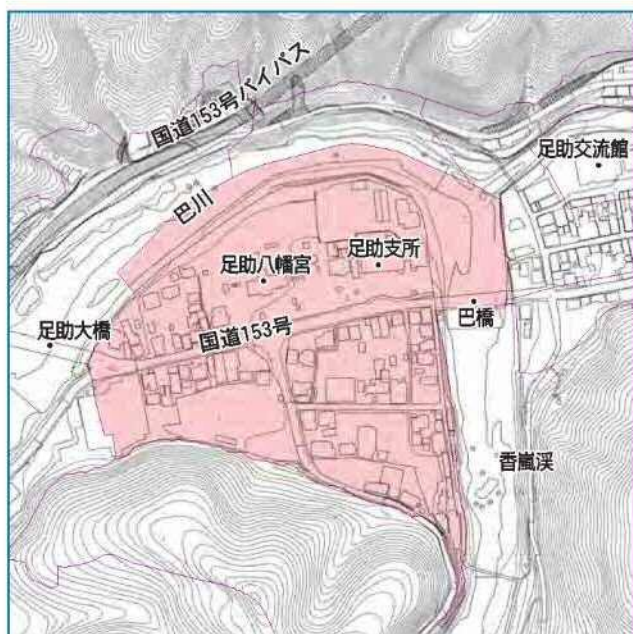 国道153号バイパス
足助交流館
巴川
足助支所
足助八幡宮
足助大橋
国道153号
巴橋
香嵐渓